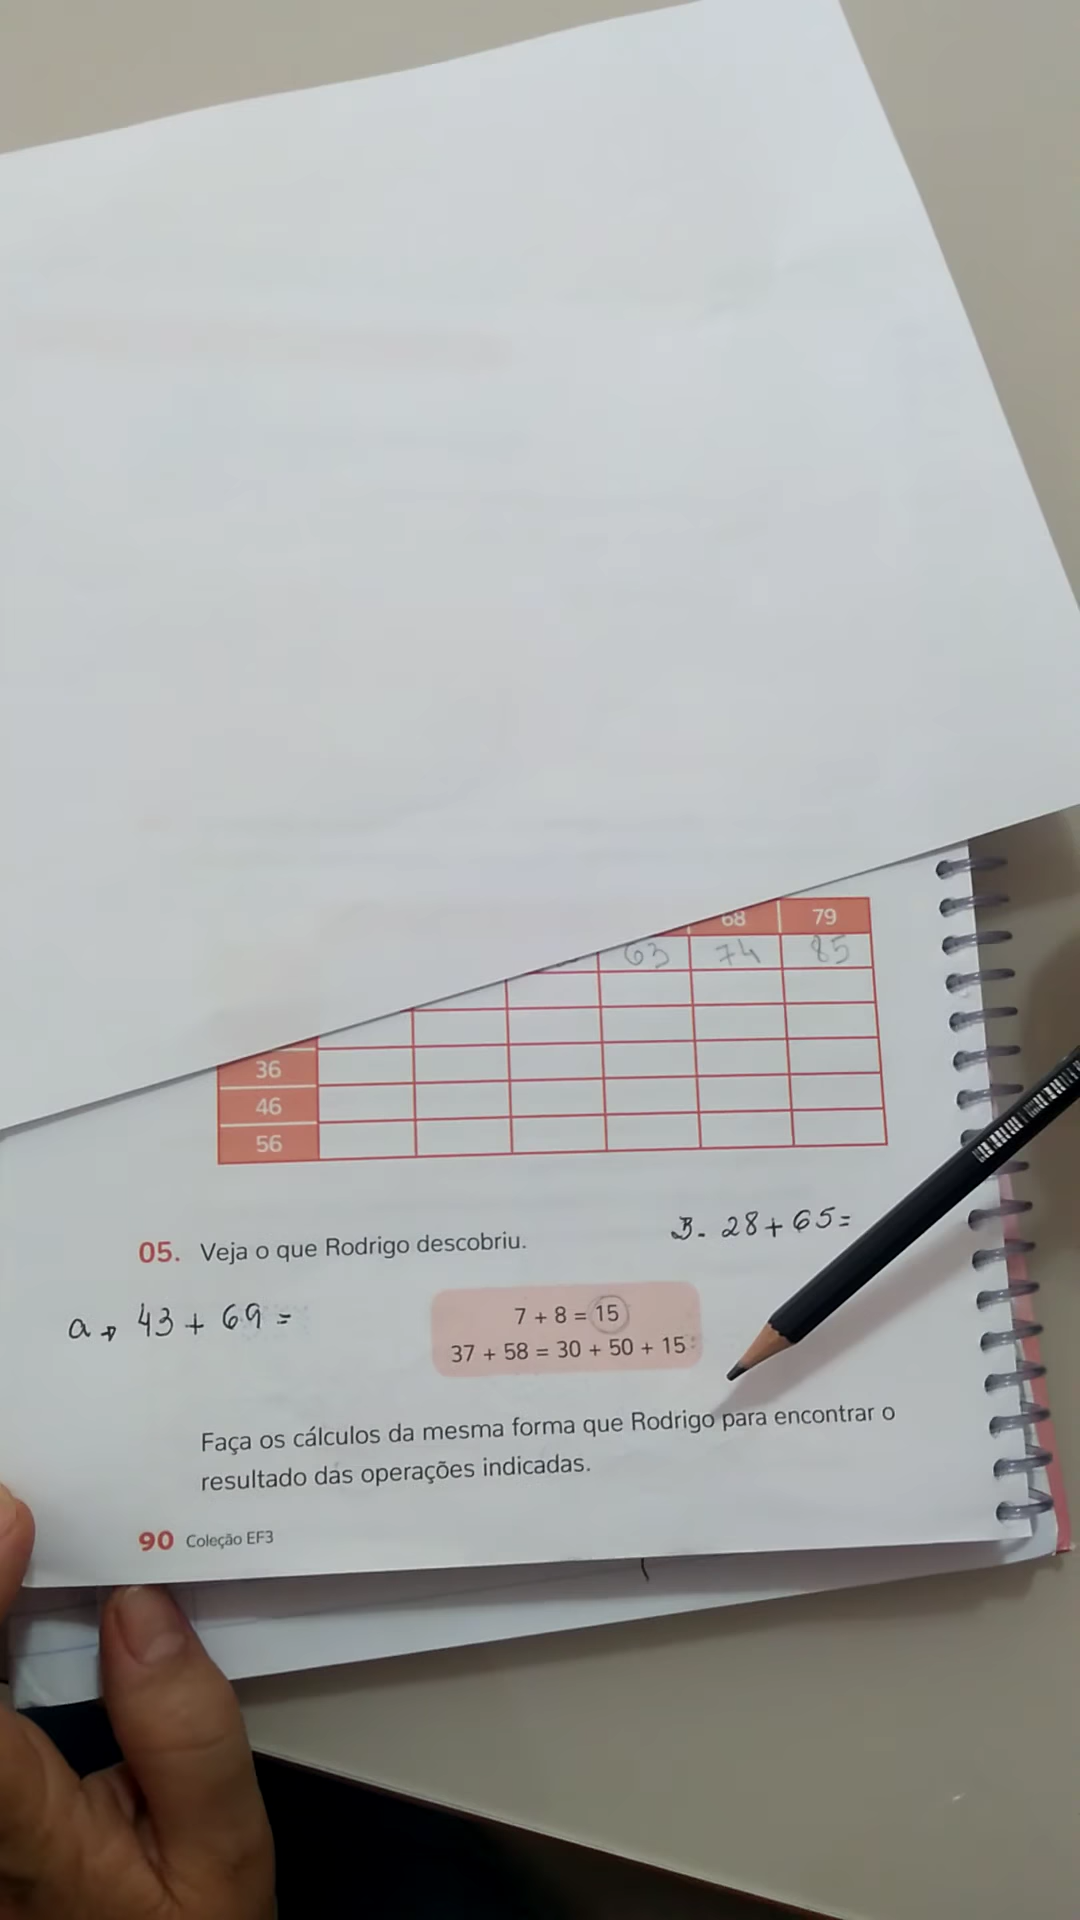 68 79
63 74 85
36
46
56
B. 28 + 65 =
05. Veja o que Rodrigo descobriu.
a → 43 + 69 =
7 + 8 = 15
37 + 58 = 30 + 50 + 15
Faça os cálculos da mesma forma que Rodrigo para encontrar o
resultado das operações indicadas.
90 Coleção EF3